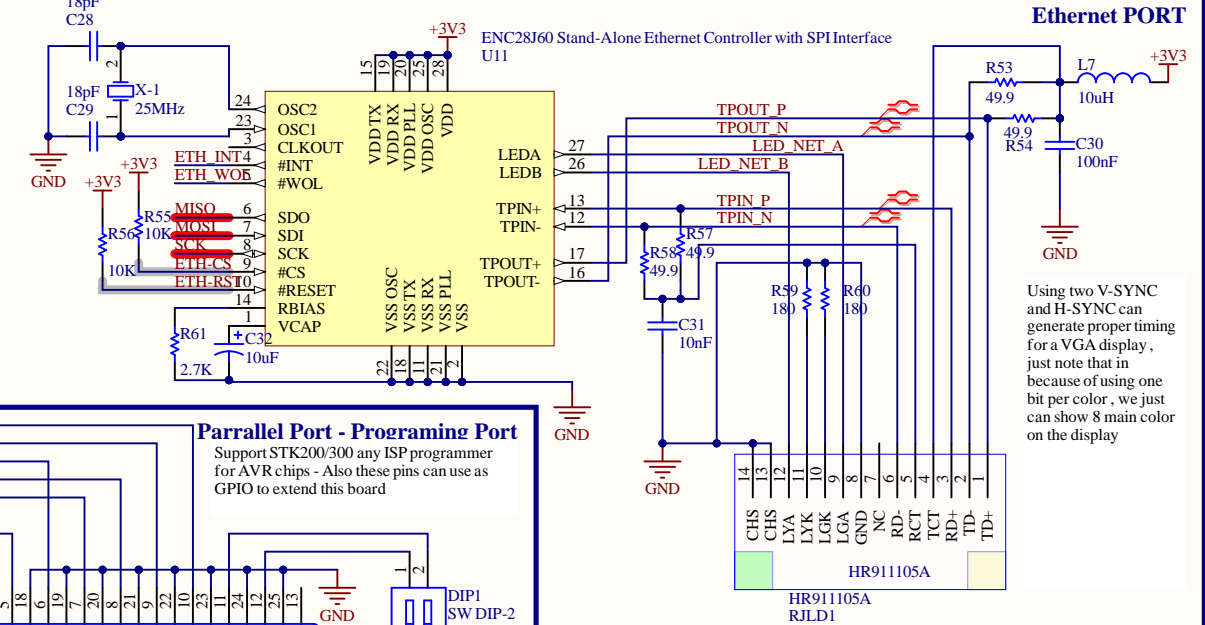 18pF
C28
Ethernet PORT
+3V3
ENC28J60 Stand-Alone Ethernet Controller with SPI Interface
U11
+3V3
L7
10uH
R53
49.9
49.9
R54
C30
100nF
GND
15
19
20
25
28
VDD TX
VDD RX
VDD PLL
VDD OSC
VDD
2
X-1
25MHz
1
18pF
C29
GND
24
OSC2
23
OSC1
3
CLKOUT
ETH_INT
4
#INT
ETH_WOL
5
#WOL
+3V3
+3V3
R55
10K
R56
10K
MISO
6
SDO
MOSI
7
SDI
SCK
8
SCK
ETH-CS
9
#CS
ETH-RST
10
#RESET
14
RBIAS
1
VCAP
R61
2.7K
+
C32
10uF
VSS OSC
VSS TX
VSS RX
VSS PLL
VSS
22
18
11
21
2
GND
LEDA
27
LEDB
26
TPIN+
13
TPIN-
12
TPOUT+
17
TPOUT-
16
TPOUT_P
TPOUT_N
LED_NET_A
LED_NET_B
TPIN_P
TPIN_N
R57
49.9
R58
49.9
C31
10nF
GND
R59
180
R60
180
Using two V-SYNC
and H-SYNC can
generate proper timing
for a VGA display ,
just note that in
because of using one
bit per color , we just
can show 8 main color
on the display
14
13
12
11
10
9
8
7
6
5
4
3
2
1
CHS
CHS
LYA
LYK
LGK
LGA
GND
NC
RD-
RCT
TCT
RD+
TD-
TD+
HR911105A
HR911105A
RJLD1
Parrallel Port - Programing Port
Support STK200/300 any ISP programmer
for AVR chips - Also these pins can use as
GPIO to extend this board
5
18
6
19
7
20
8
21
9
22
10
23
11
24
12
25
13
GND
1
2
DIP1
SW DIP-2